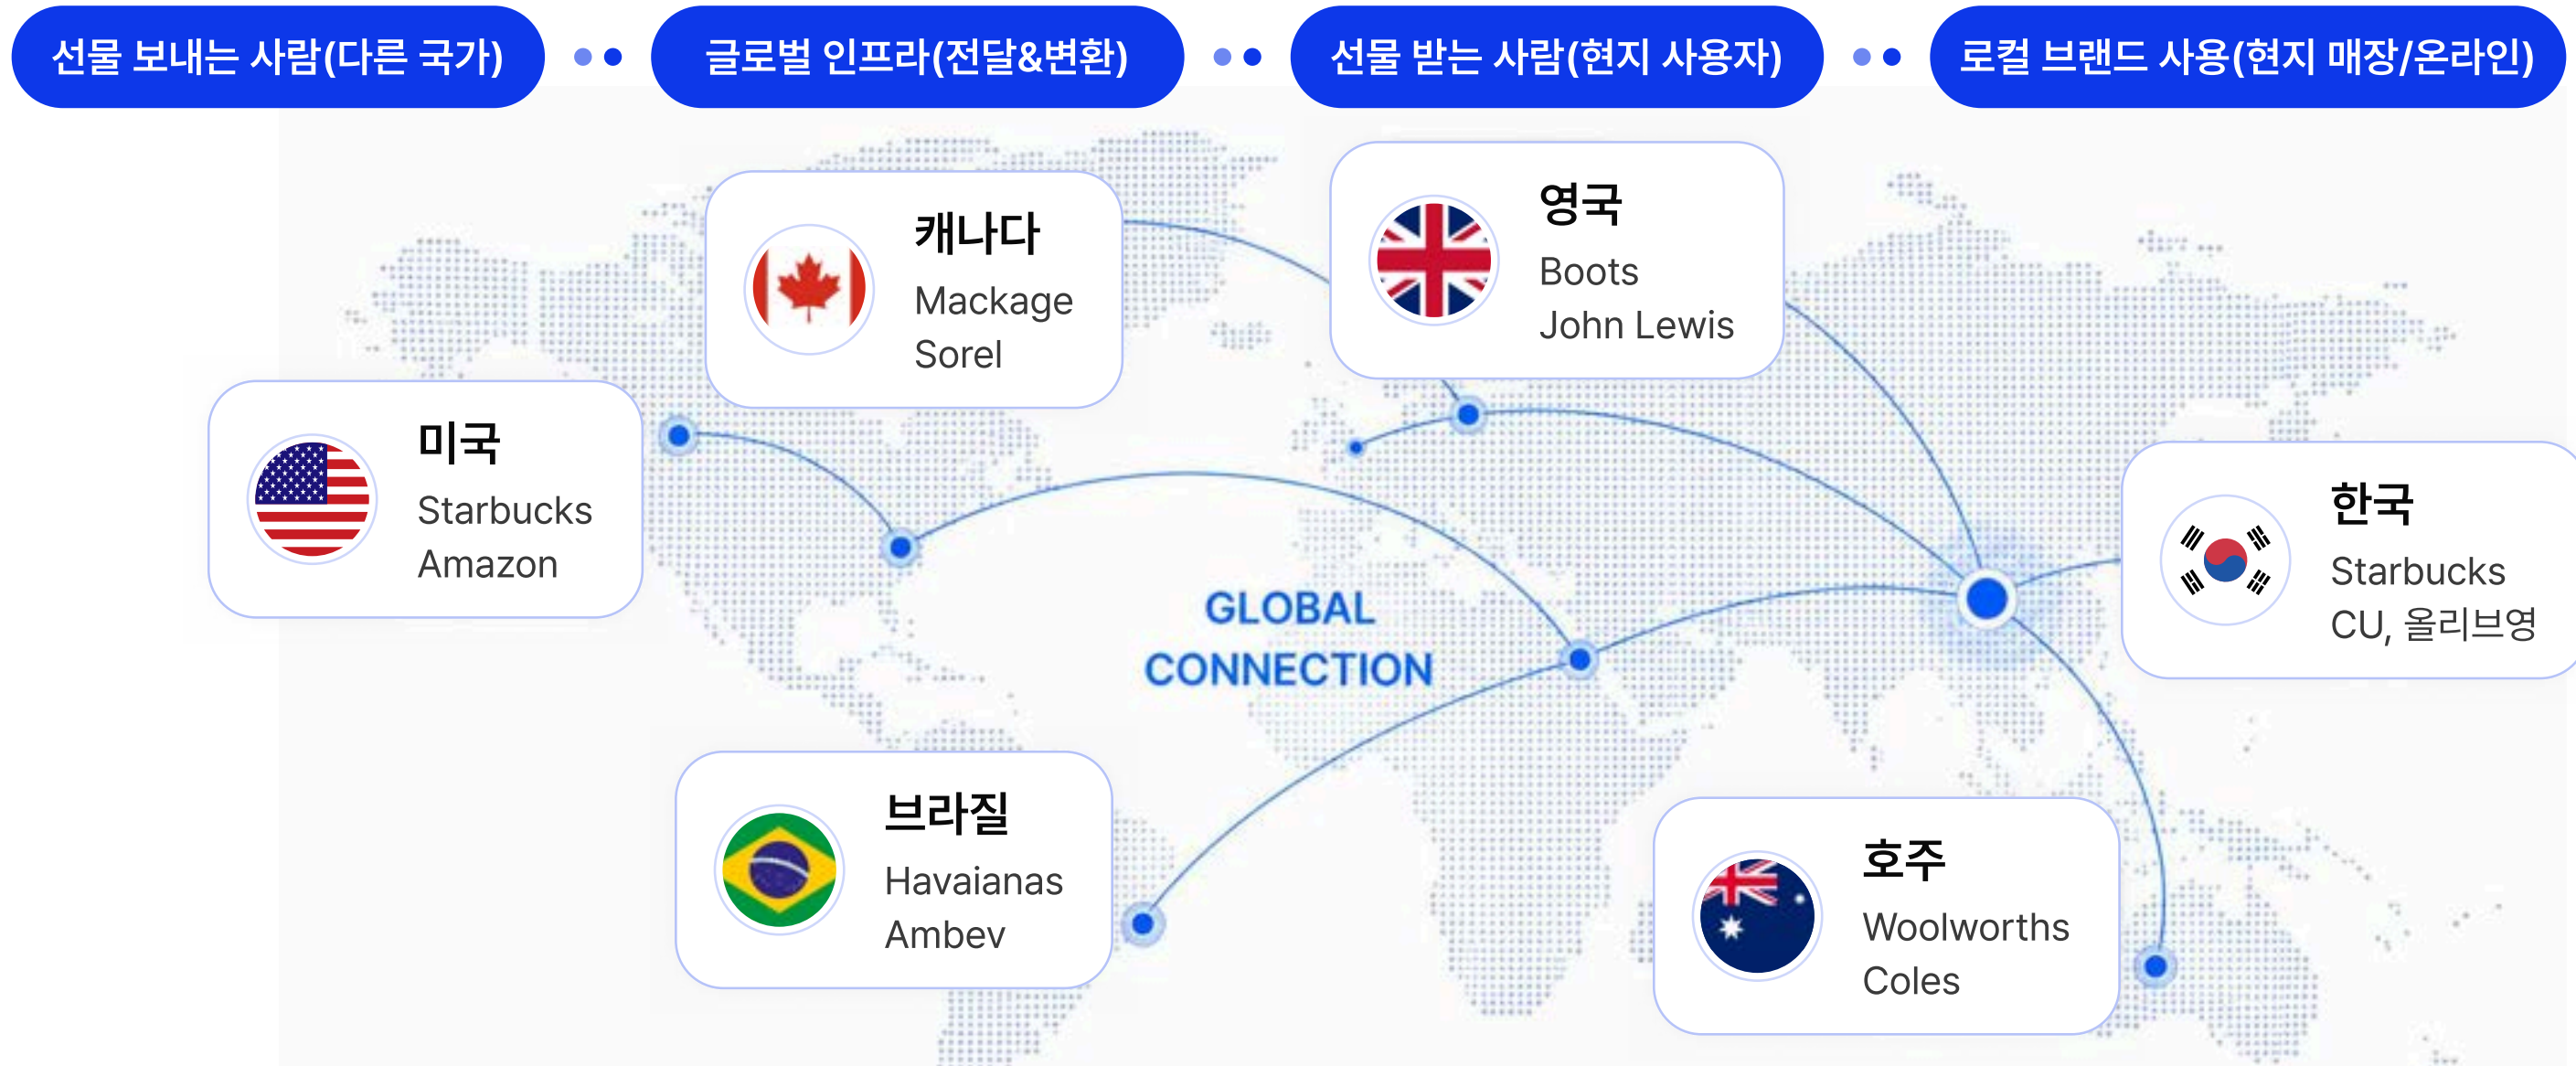 선물 보내는 사람(다른 국가)
글로벌 인프라(전달&변환)
선물 받는 사람(현지 사용자)
로컬 브랜드 사용(현지 매장/온라인)
캐나다
Mackage
Sorel
영국
Boots
John Lewis
미국
Starbucks
Amazon
한국
Starbucks
CU, 올리브영
GLOBAL
CONNECTION
브라질
Havaianas
Ambev
호주
Woolworths
Coles